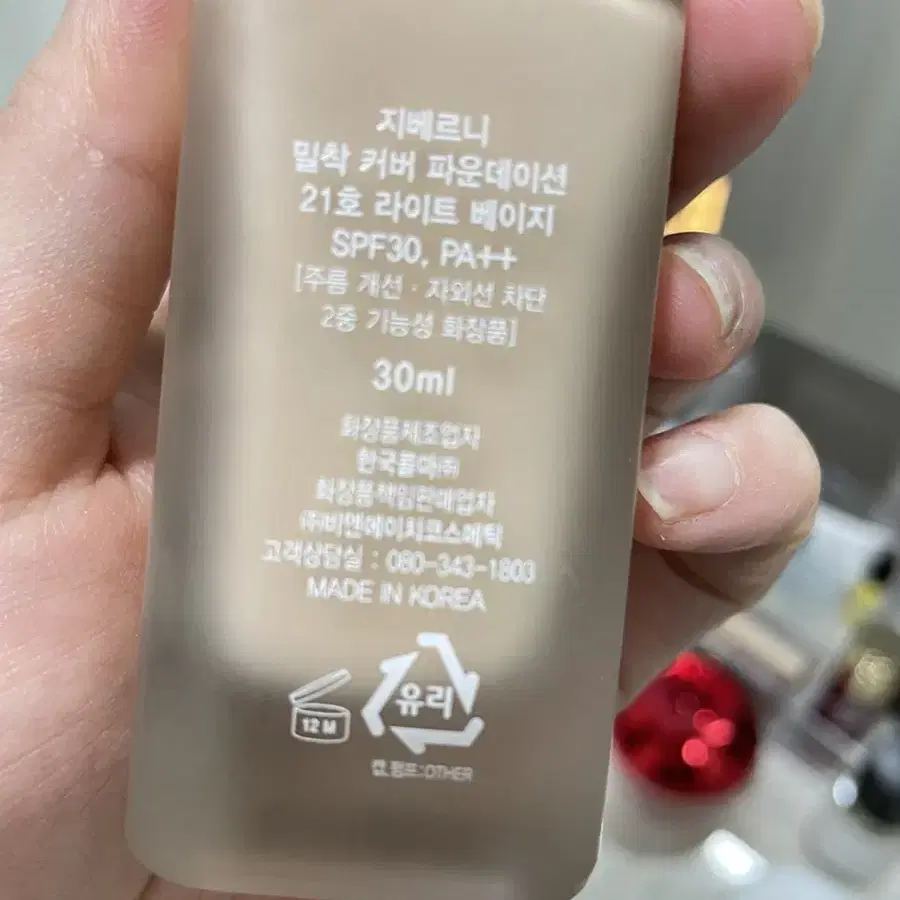 지베르니
밀착 커버 파운데이션
21호 라이트 베이지
SPF30, PA++
[주름 개선 · 자외선 차단
2중 기능성 화장품]
30ml
화장품제조업자
한국콜마㈜
화장품책임판매업자
㈜비앤에이치코스메틱
고객상담실 : 080-343-1803
MADE IN KOREA
12 M
유리
캡, 펌프:OTHER